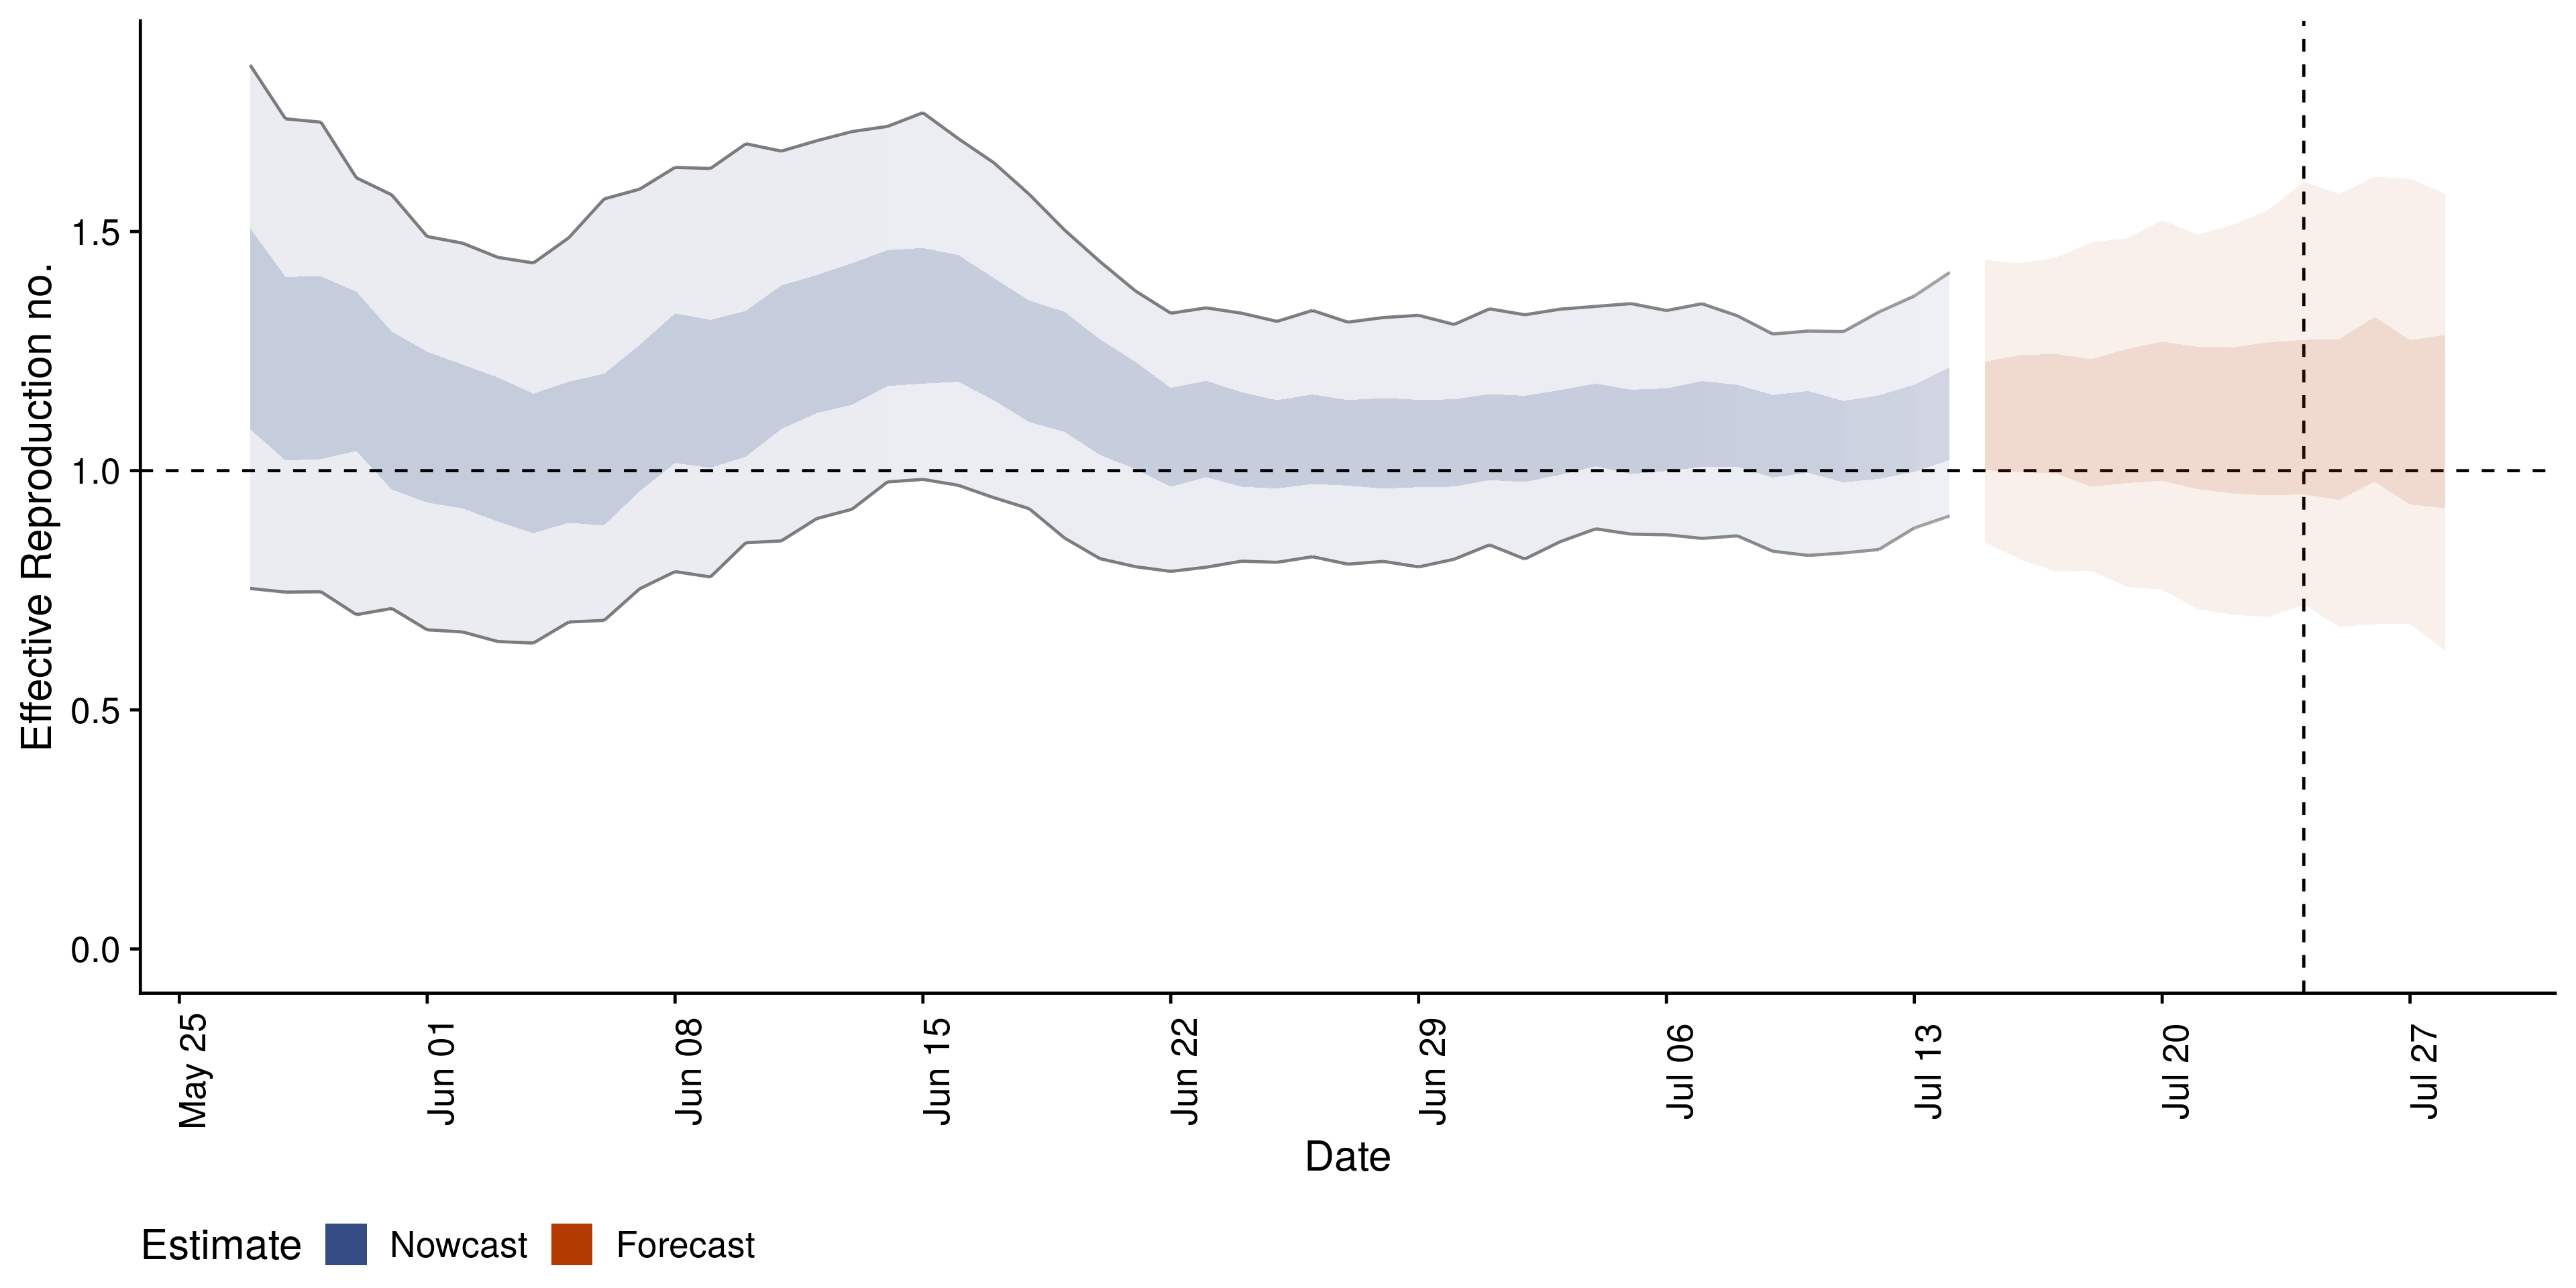 Effective Reproduction no.
1.5
1.0
0.5
0.0
May 25
Jun 01
Jun 08
Jun 15
Jun 22
Jun 29
Jul 06
Jul 13
Jul 20
Jul 27
Date
Estimate Nowcast Forecast